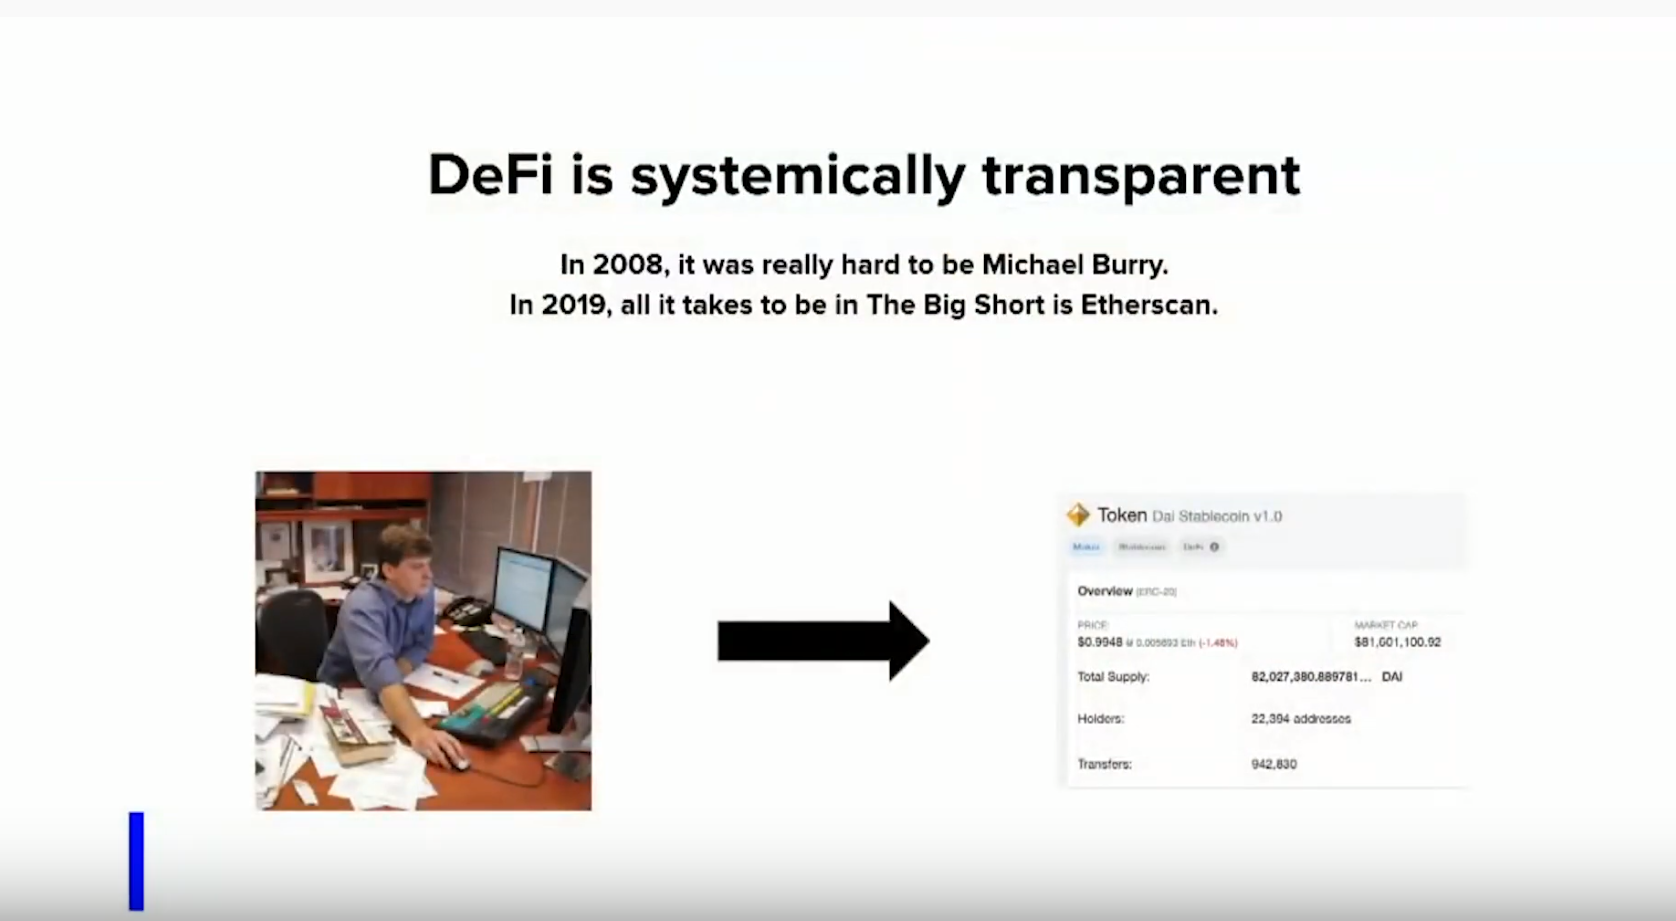 DeFi is systemically transparent
In 2008, it was really hard to be Michael Burry.
In 2019, all it takes to be in The Big Short is Etherscan.
Token Dai Stablecoin v1.0
Maker Stablecoin DeFi
Overview [ERC-20]
PRICE MARKET CAP
$0.9948 @ 0.005693 Eth (-1.48%) $81,601,100.92
Total Supply: 82,027,380.889781... DAI
Holders: 22,394 addresses
Transfers: 942,830